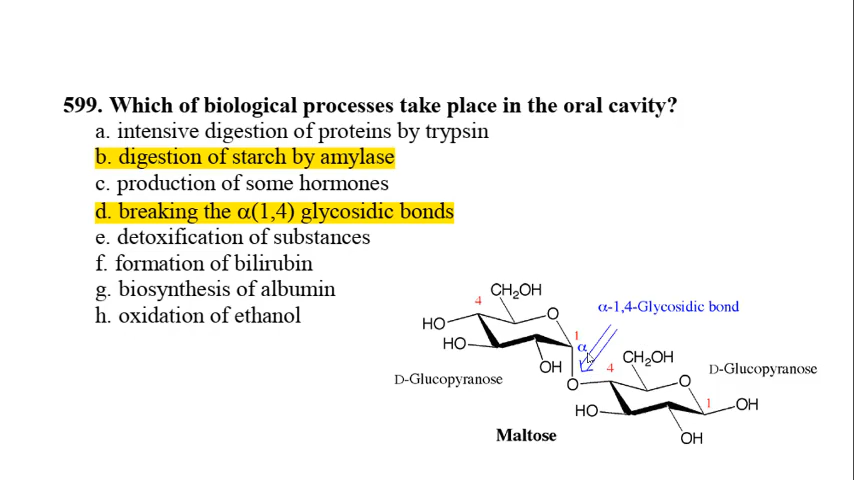 599. Which of biological processes take place in the oral cavity?
a. intensive digestion of proteins by trypsin
b. digestion of starch by amylase
c. production of some hormones
d. breaking the α(1,4) glycosidic bonds
e. detoxification of substances
f. formation of bilirubin
g. biosynthesis of albumin
h. oxidation of ethanol
CH₂OH
4
α-1,4-Glycosidic bond
O
HO
1
HO
α
OH
4
CH₂OH
D-Glucopyranose
D-Glucopyranose
O
O
1
OH
HO
Maltose
OH